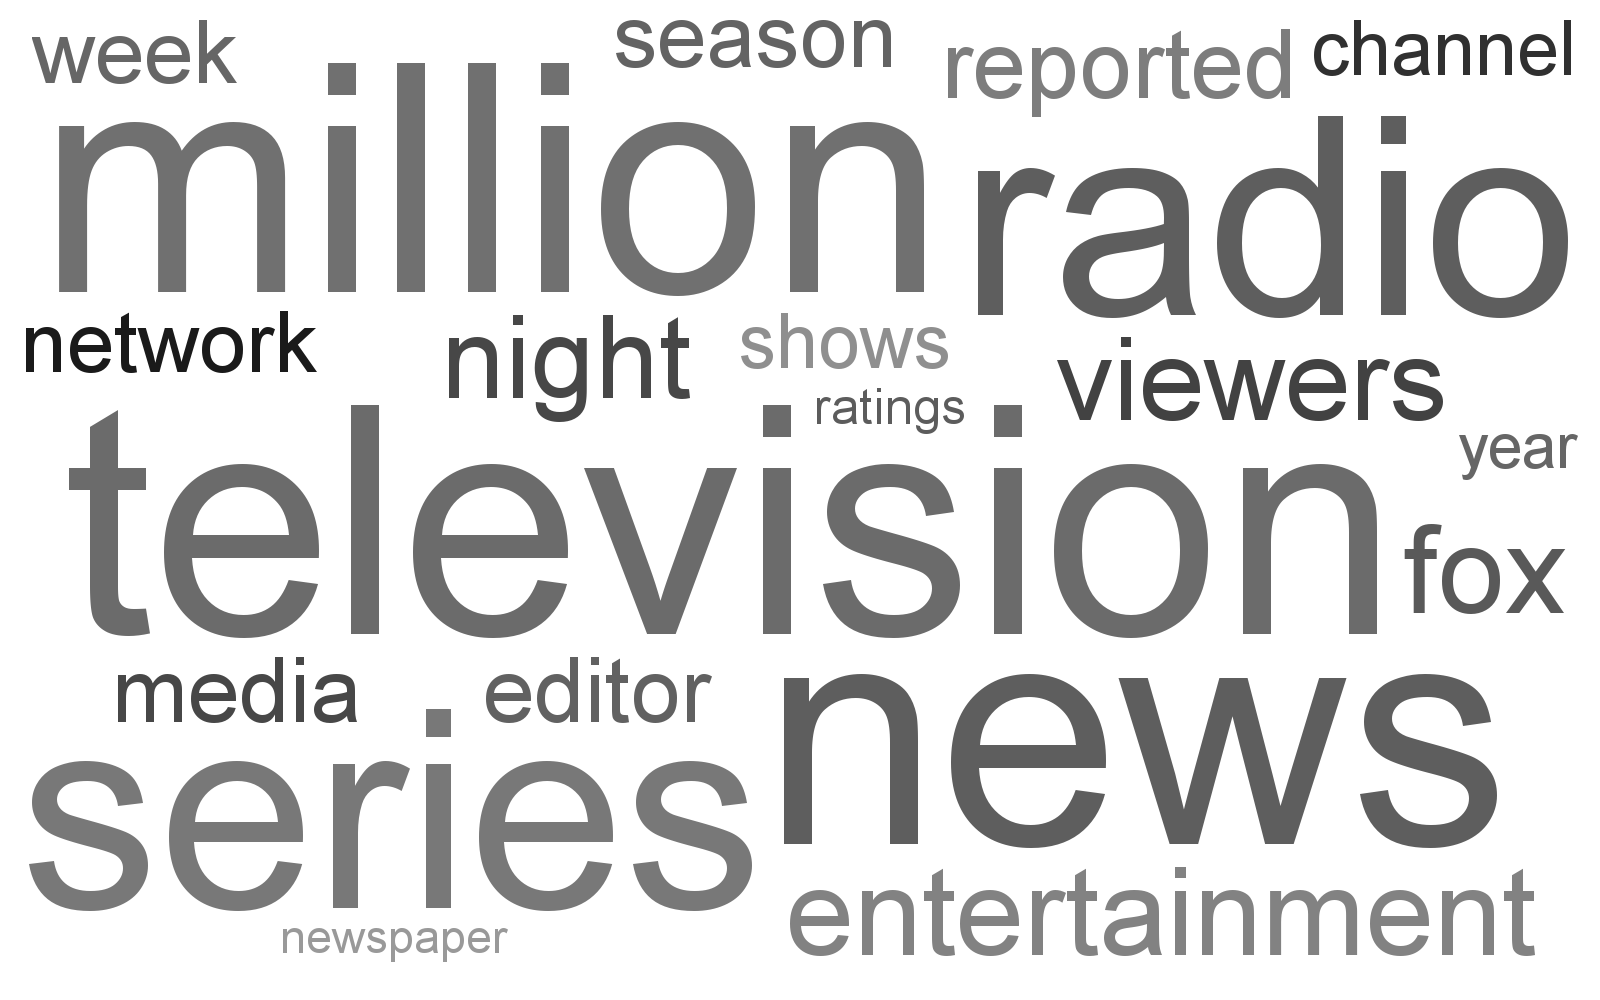 week season reported channel
million radio
network night shows viewers
ratings
year
television fox
media editor
series news
newspaper entertainment